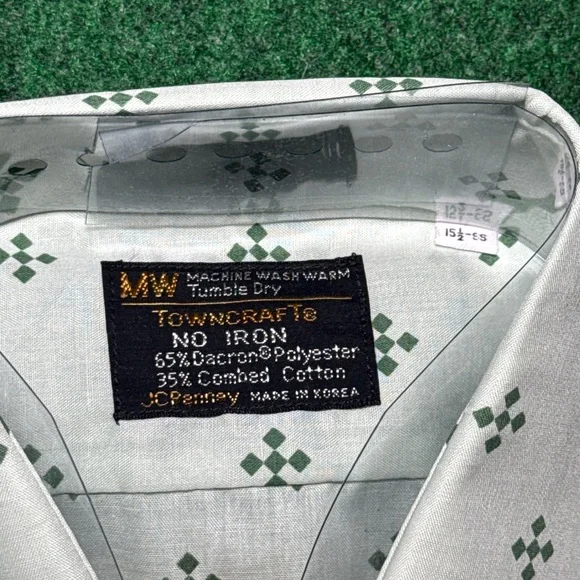 15½-SS
MW MACHINE WASH WARM
Tumble Dry
TOWNCRAFTs
NO IRON
65% Dacron® Polyester
35% Combed Cotton
JCPenney MADE IN KOREA